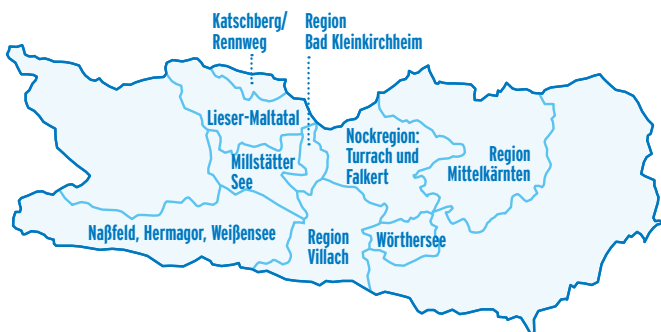 Katschberg/
Rennweg
Region
Bad Kleinkirchheim
Lieser-Maltatal
Millstätter
See
Nockregion:
Turrach und
Falkert
Region
Mittelkärnten
Naßfeld, Hermagor, Weißensee
Region
Villach
Wörthersee